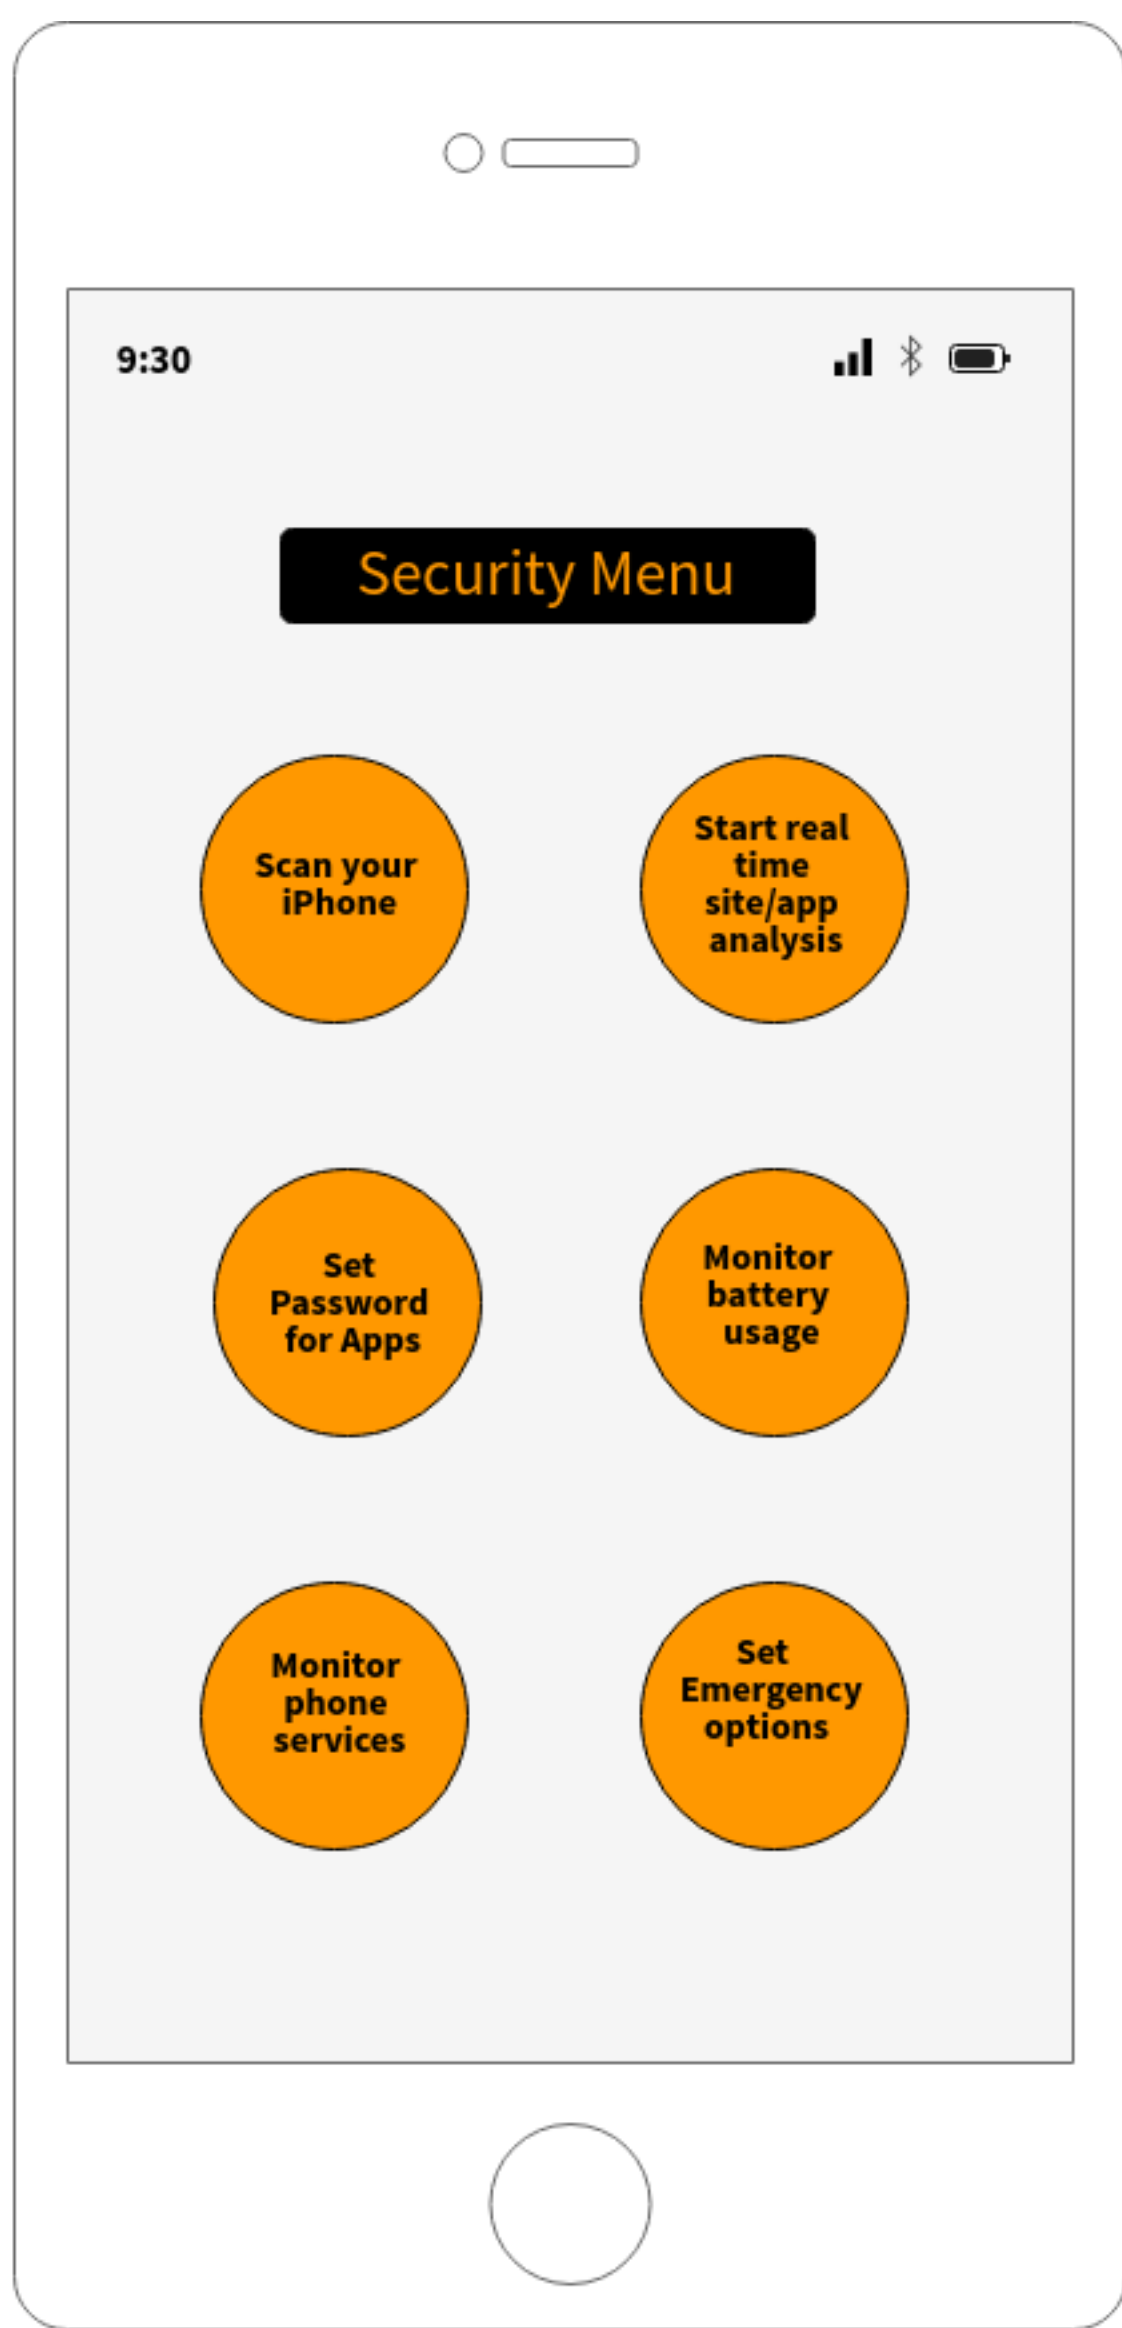 9:30
Security Menu
Scan your
iPhone
Start real
time
site/app
analysis
Set
Password
for Apps
Monitor
battery
usage
Monitor
phone
services
Set
Emergency
options